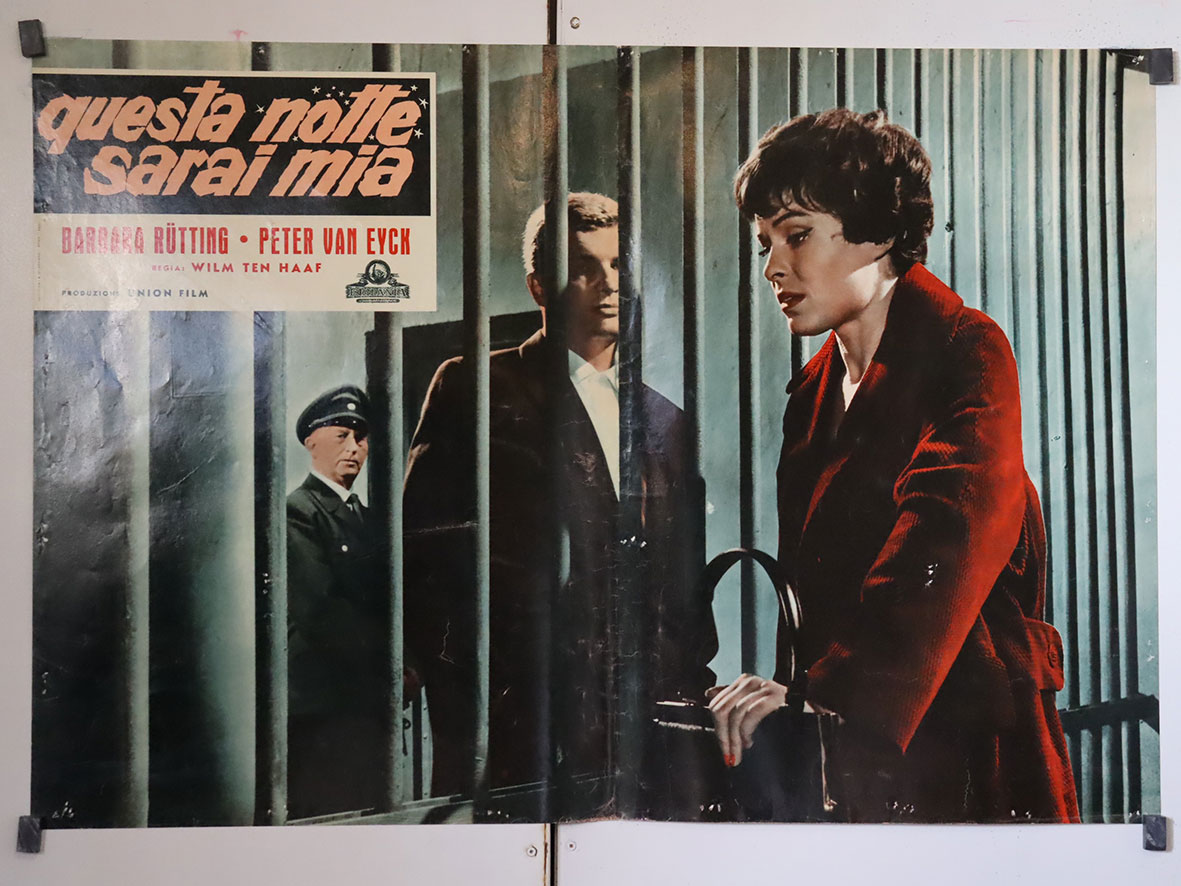 questa notte
sarai mia
BARBARA RÜTTING • PETER VAN EYCK
REGIA: WILM TEN HAAF
PRODUZIONE UNION FILM